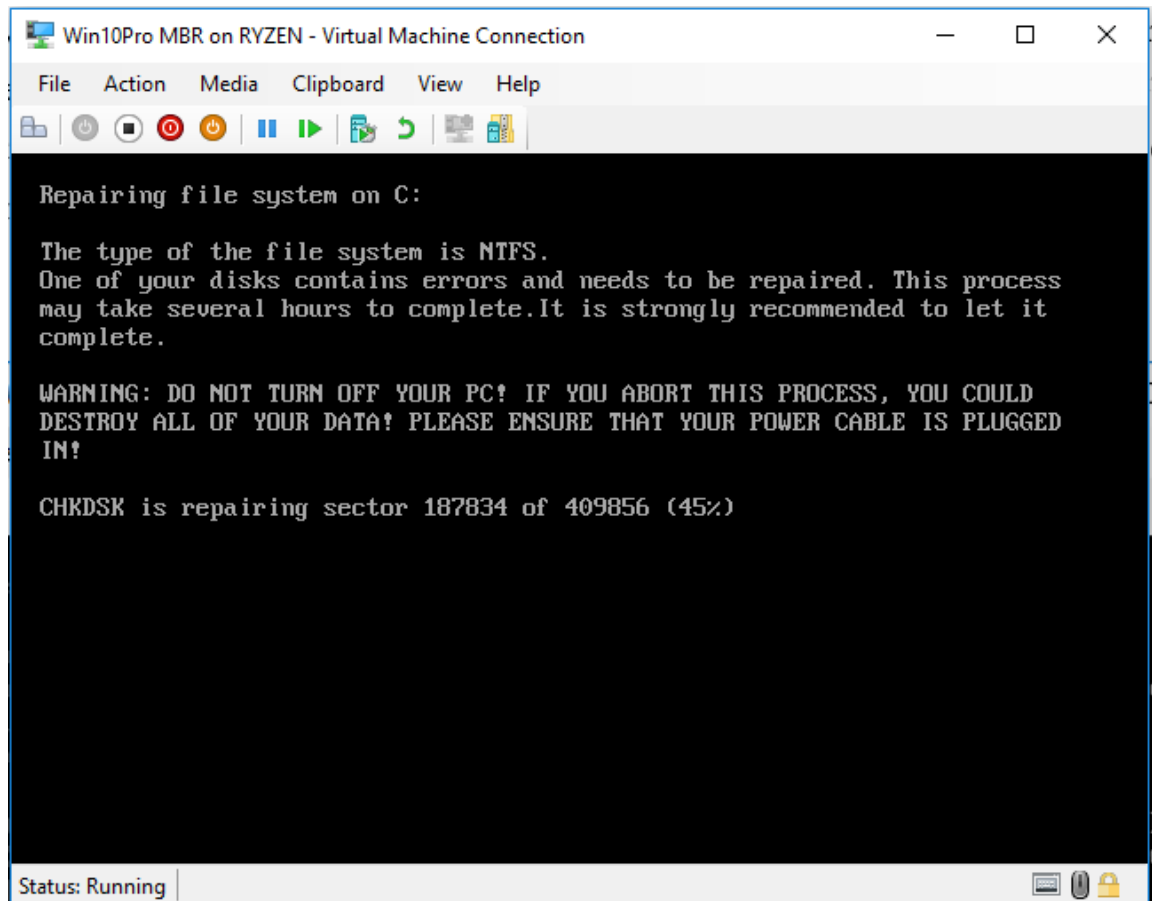 Win10Pro MBR on RYZEN - Virtual Machine Connection
File Action Media Clipboard View Help
Repairing file system on C:
The type of the file system is NTFS.
One of your disks contains errors and needs to be repaired. This process
may take several hours to complete.It is strongly recommended to let it
complete.
WARNING: DO NOT TURN OFF YOUR PC! IF YOU ABORT THIS PROCESS, YOU COULD
DESTROY ALL OF YOUR DATA! PLEASE ENSURE THAT YOUR POWER CABLE IS PLUGGED
IN!
CHKDSK is repairing sector 187834 of 409856 (45%)
Status: Running